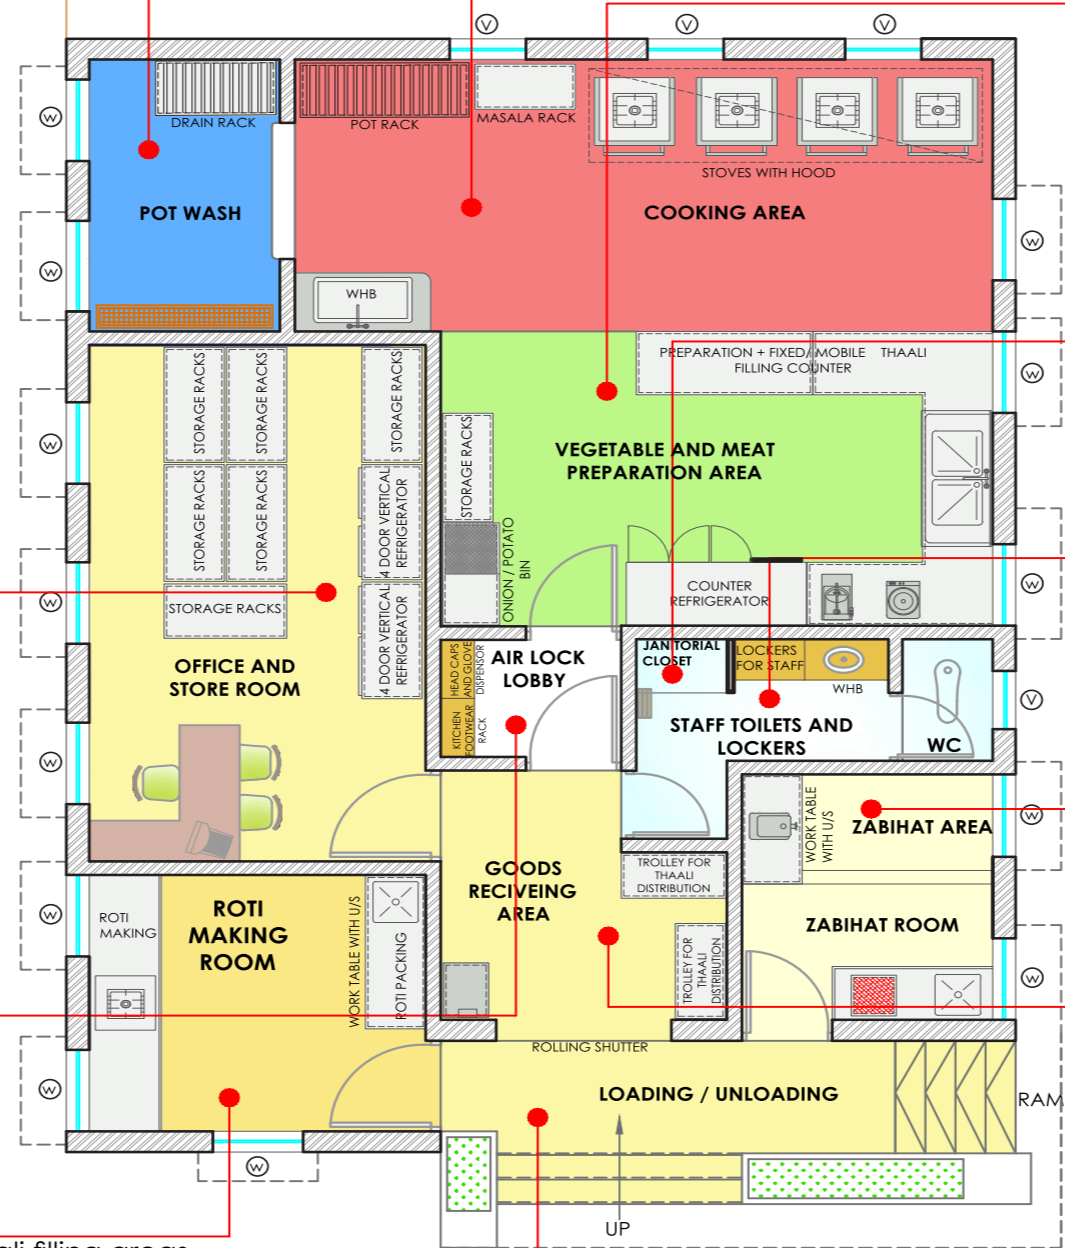 V
V
V
DRAIN RACK
POT RACK
MASALA RACK
STOVES WITH HOOD
W
POT WASH
COOKING AREA
W
W
WHB
PREPARATION + FIXED/ MOBILE THAALI
FILLING COUNTER
W
STORAGE RACKS
STORAGE RACKS
STORAGE RACKS
W
STORAGE RACKS
VEGETABLE AND MEAT
PREPARATION AREA
STORAGE RACKS
STORAGE RACKS
4 DOOR VERTICAL
REFRIGERATOR
ONION / POTATO
BIN
COUNTER
REFRIGERATOR
W
W
STORAGE RACKS
4 DOOR VERTICAL
REFRIGERATOR
OFFICE AND
STORE ROOM
HEAD CAPS
AND GLOVE
DISPENSOR
AIR LOCK
LOBBY
JANITORIAL
CLOSET
LOCKERS
FOR STAFF
WHB
V
KITCHEN
FOOTWEAR
RACK
STAFF TOILETS AND
LOCKERS
WC
W
WORK TABLE
WITH U/S
ZABIHAT AREA
W
GOODS
RECIVEING
AREA
TROLLEY FOR
THAALI
DISTRIBUTION
ROTI
MAKING
ROTI
MAKING
ROOM
WORK TABLE WITH U/S
ROTI PACKING
W
TROLLEY FOR
THAALI
DISTRIBUTION
ZABIHAT ROOM
W
ROLLING SHUTTER
LOADING / UNLOADING
RAM
W
W
UP
ali filling areas